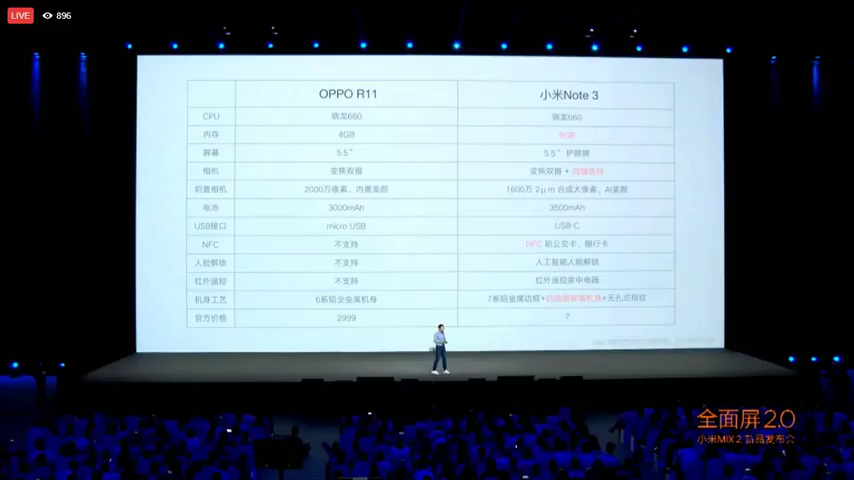 LIVE 896
OPPO R11 小米Note 3
CPU 骁龙660 骁龙660
内存 4GB 6GB
屏幕 5.5" 5.5" 护眼屏
相机 变焦双摄 变焦双摄 + 四轴防抖
前置相机 2000万像素，内置美颜 1600万 2μm 合成大像素，AI美颜
电池 3000mAh 3500mAh
USB接口 micro USB USB-C
NFC 不支持 NFC 刷公交卡，银行卡
人脸解锁 不支持 人工智能人脸解锁
红外遥控 不支持 红外遥控家中电器
机身工艺 6系铝全金属机身 7系铝金属边框+四曲面玻璃机身+无孔式指纹
官方价格 2999 ?
全面屏2.0
小米MIX 2 新品发布会